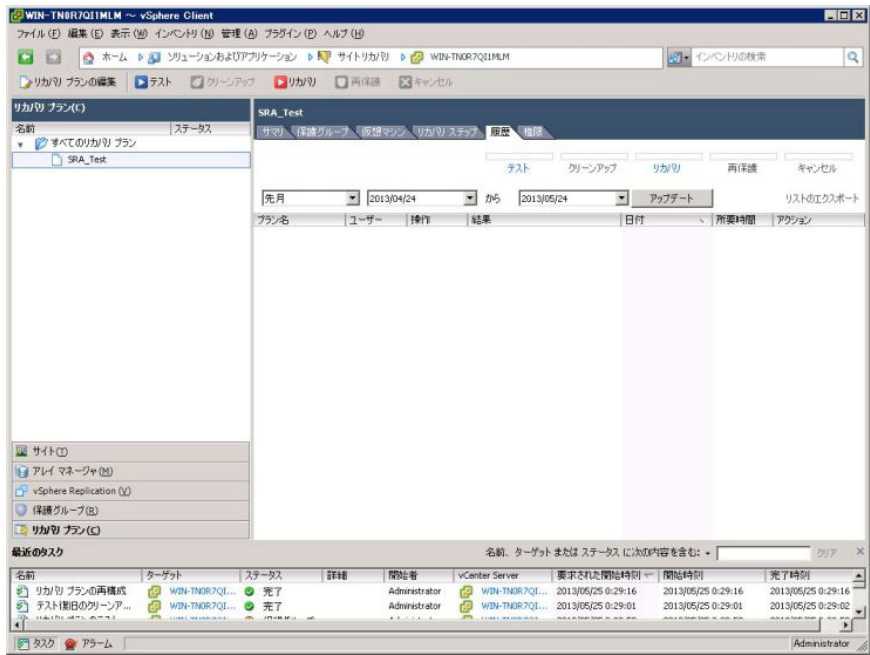 WIN-TN0R7QI1MLM ～ vSphere Client
ファイル(F) 編集(E) 表示(W) インベントリ(N) 管理(A) プラグイン(P) ヘルプ(H)
ホーム ソリューションおよびアプリケーション サイトリカバリ WIN-TN0R7QI1MLM インベントリの検索
リカバリ プランの編集 テスト クリーンアップ リカバリ 再保護 キャンセル
リカバリ プラン(C)
名前 ステータス
すべてのリカバリ プラン
SRA_Test
SRA_Test
サマリ 保護グループ 仮想マシン リカバリ ステップ 履歴 権限
テスト クリーンアップ リカバリ 再保護 キャンセル
先月 2013/04/24 から 2013/05/24 アップデート リストのエクスポート
プラン名 ユーザー 操作 結果 日付 所要時間 アクション
サイト(T)
アレイ マネージャ(M)
vSphere Replication (V)
保護グループ(R)
リカバリ プラン(C)
最近のタスク 名前、ターゲット または ステータス に次の内容を含む: クリア
名前 ターゲット ステータス 詳細 開始者 vCenter Server 要求された開始時刻 開始時刻 完了時刻
リカバリ プランの再構成 WIN-TN0R7QI... 完了 Administrator WIN-TN0R7QI... 2013/05/25 0:29:16 2013/05/25 0:29:16 2013/05/25 0:29:16
テスト復旧のクリーンア... WIN-TN0R7QI... 完了 Administrator WIN-TN0R7QI... 2013/05/25 0:29:01 2013/05/25 0:29:01 2013/05/25 0:29:02
タスク アラーム Administrator